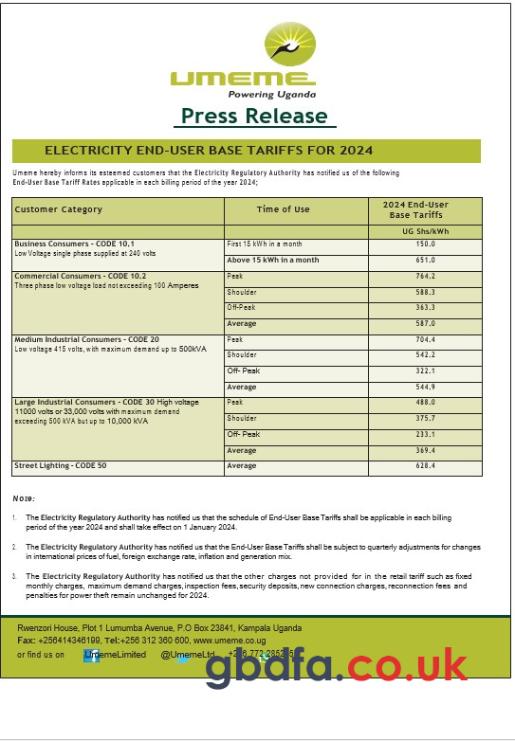 UMEME
Powering Uganda
Press Release
ELECTRICITY END-USER BASE TARIFFS FOR 2024
Umeme hereby informs its esteemed customers that the Electricity Regulatory Authority has notified us of the following
End-User Base Tariff Rates applicable in each billing period of the year 2024;
Customer Category Time of Use 2024 End-User
Base Tariffs
UG Shs/kWh
Business Consumers - CODE 10.1 First 15 kWh in a month 150.0
Low Voltage single phase supplied at 240 volts Above 15 kWh in a month 651.0
Commercial Consumers - CODE 10.2 Peak 764.2
Three phase low voltage load not exceeding 100 Amperes
Shoulder 588.3
Off-Peak 363.3
Average 587.0
Medium Industrial Consumers - CODE 20 Peak 704.4
Low voltage 415 volts, with maximum demand up to 500kVA
Shoulder 542.2
Off- Peak 322.1
Average 544.9
Large Industrial Consumers - CODE 30 High voltage Peak 488.0
11000 volts or 33,000 volts with maximum demand
exceeding 500 kVA but up to 10,000 kVA Shoulder 375.7
Off- Peak 233.1
Average 369.4
Street Lighting - CODE 50 Average 628.4
Note:
1. The Electricity Regulatory Authority has notified us that the schedule of End-User Base Tariffs shall be applicable in each billing
period of the year 2024 and shall take effect on 1 January 2024.
2. The Electricity Regulatory Authority has notified us that the End-User Base Tariffs shall be subject to quarterly adjustments for changes
in international prices of fuel, foreign exchange rate, inflation and generation mix.
3. The Electricity Regulatory Authority has notified us that the other charges not provided for in the retail tariff such as fixed
monthly charges, maximum demand charges, inspection fees, security deposits, new connection charges, reconnection fees and
penalties for power theft remain unchanged for 2024.
Rwenzori House, Plot 1 Lumumba Avenue, P.O Box 23841, Kampala Uganda
Fax: +256414346199, Tel:+256 312 360 600, www.umeme.co.ug
or find us on UmemeLimited @UmemeLtd
gbdfa.co.uk